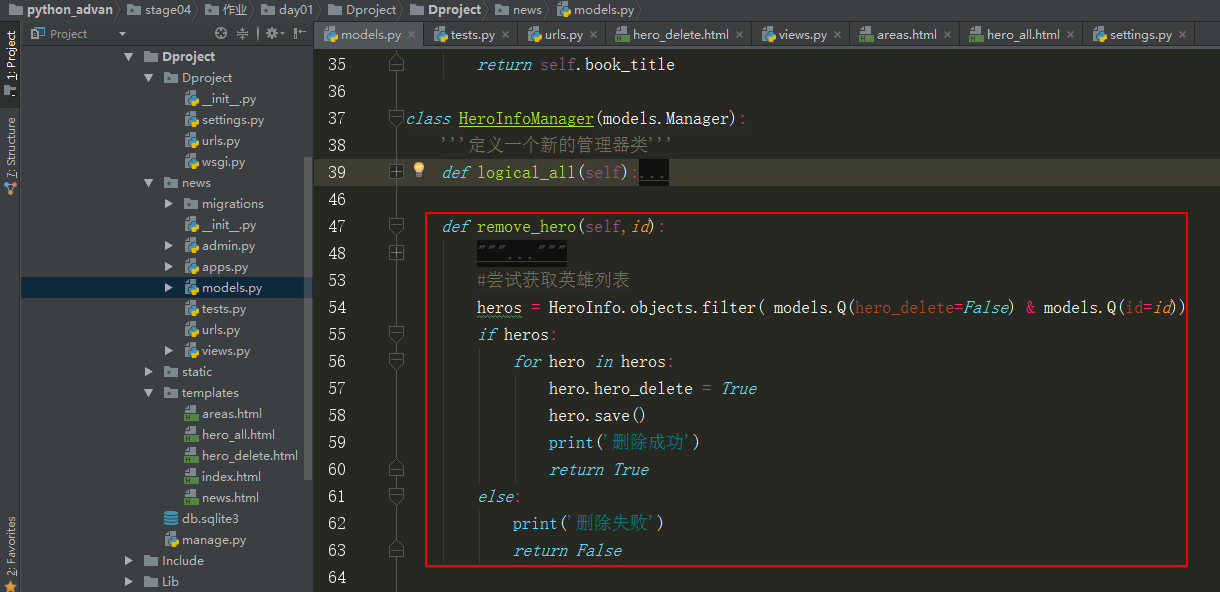 python_advan stage04 作业 day01 Dproject Dproject news models.py
Project
models.py tests.py urls.py hero_delete.html views.py areas.html hero_all.html settings.py
1: Project
7: Structure
2: Favorites
Dproject
Dproject
__init__.py
settings.py
urls.py
wsgi.py
news
migrations
__init__.py
admin.py
apps.py
models.py
tests.py
urls.py
views.py
static
templates
areas.html
hero_all.html
hero_delete.html
index.html
news.html
db.sqlite3
manage.py
Include
Lib
35 return self.book_title
36
37 class HeroInfoManager(models.Manager):
38 '''定义一个新的管理器类'''
39 def logical_all(self):...
46
47 def remove_hero(self,id):
48 """..."""
53 #尝试获取英雄列表
54 heros = HeroInfo.objects.filter( models.Q(hero_delete=False) & models.Q(id=id))
55 if heros:
56 for hero in heros:
57 hero.hero_delete = True
58 hero.save()
59 print('删除成功')
60 return True
61 else:
62 print('删除失败')
63 return False
64